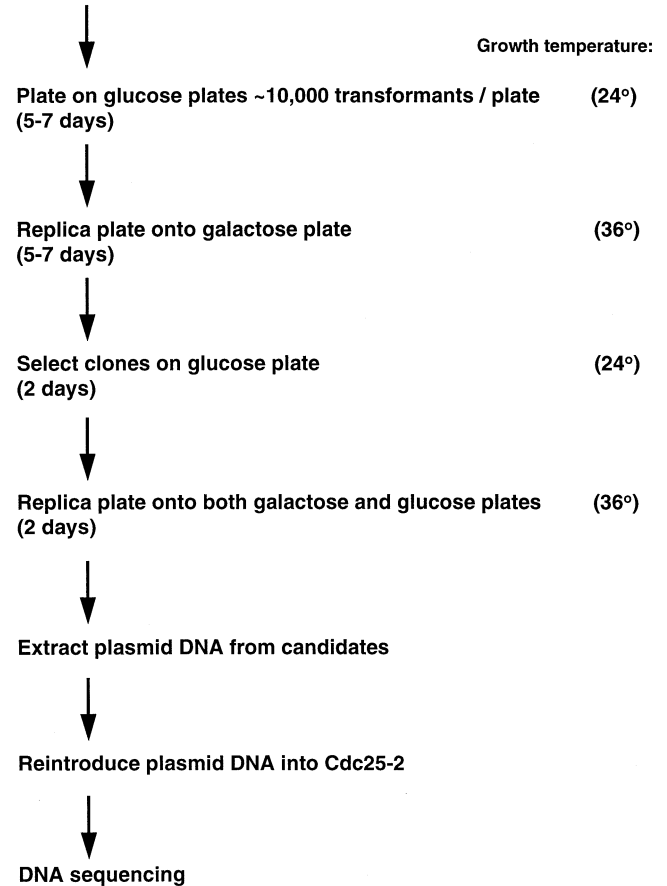 Growth temperature:
Plate on glucose plates ~10,000 transformants / plate (24°)
(5-7 days)
Replica plate onto galactose plate (36°)
(5-7 days)
Select clones on glucose plate (24°)
(2 days)
Replica plate onto both galactose and glucose plates (36°)
(2 days)
Extract plasmid DNA from candidates
Reintroduce plasmid DNA into Cdc25-2
DNA sequencing